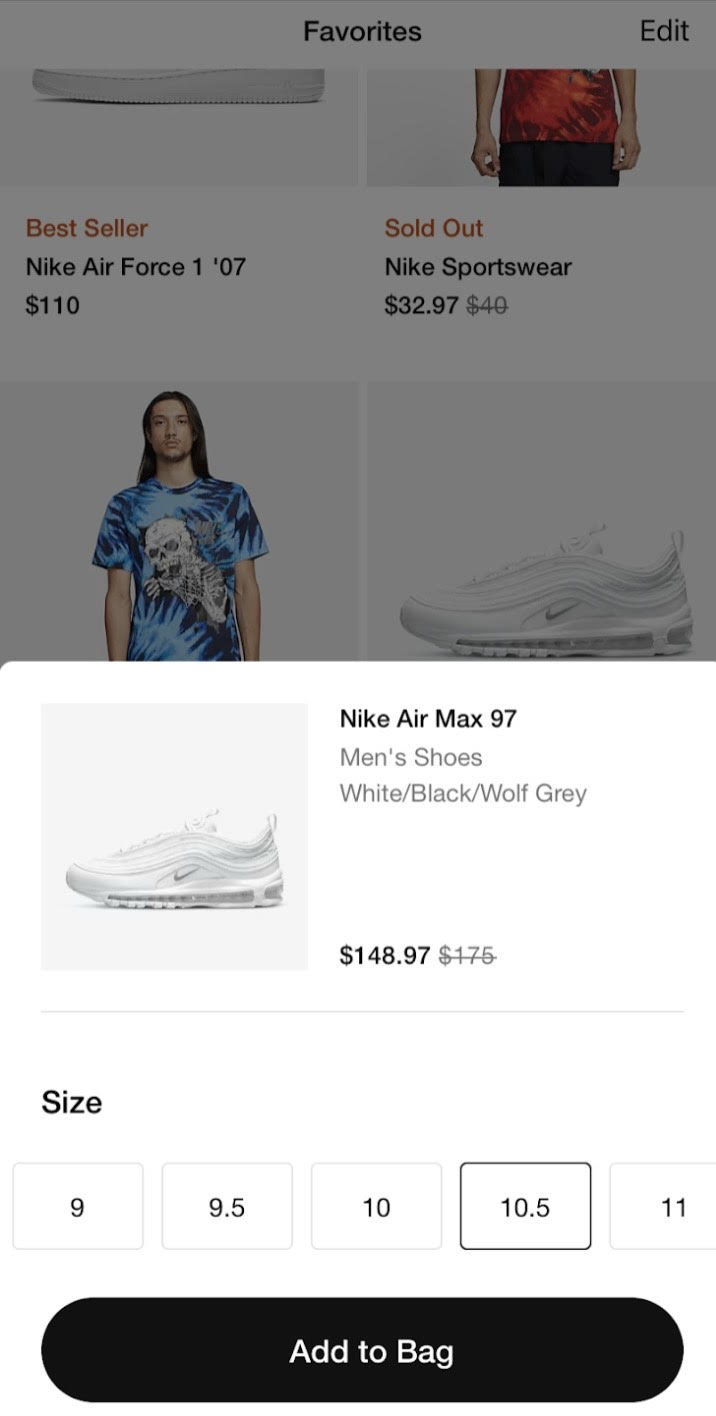 Favorites
Edit
Best Seller
Nike Air Force 1 '07
$110
Sold Out
Nike Sportswear
$32.97 $40
Nike Air Max 97
Men's Shoes
White/Black/Wolf Grey
$148.97 $175
Size
9
9.5
10
10.5
11
Add to Bag